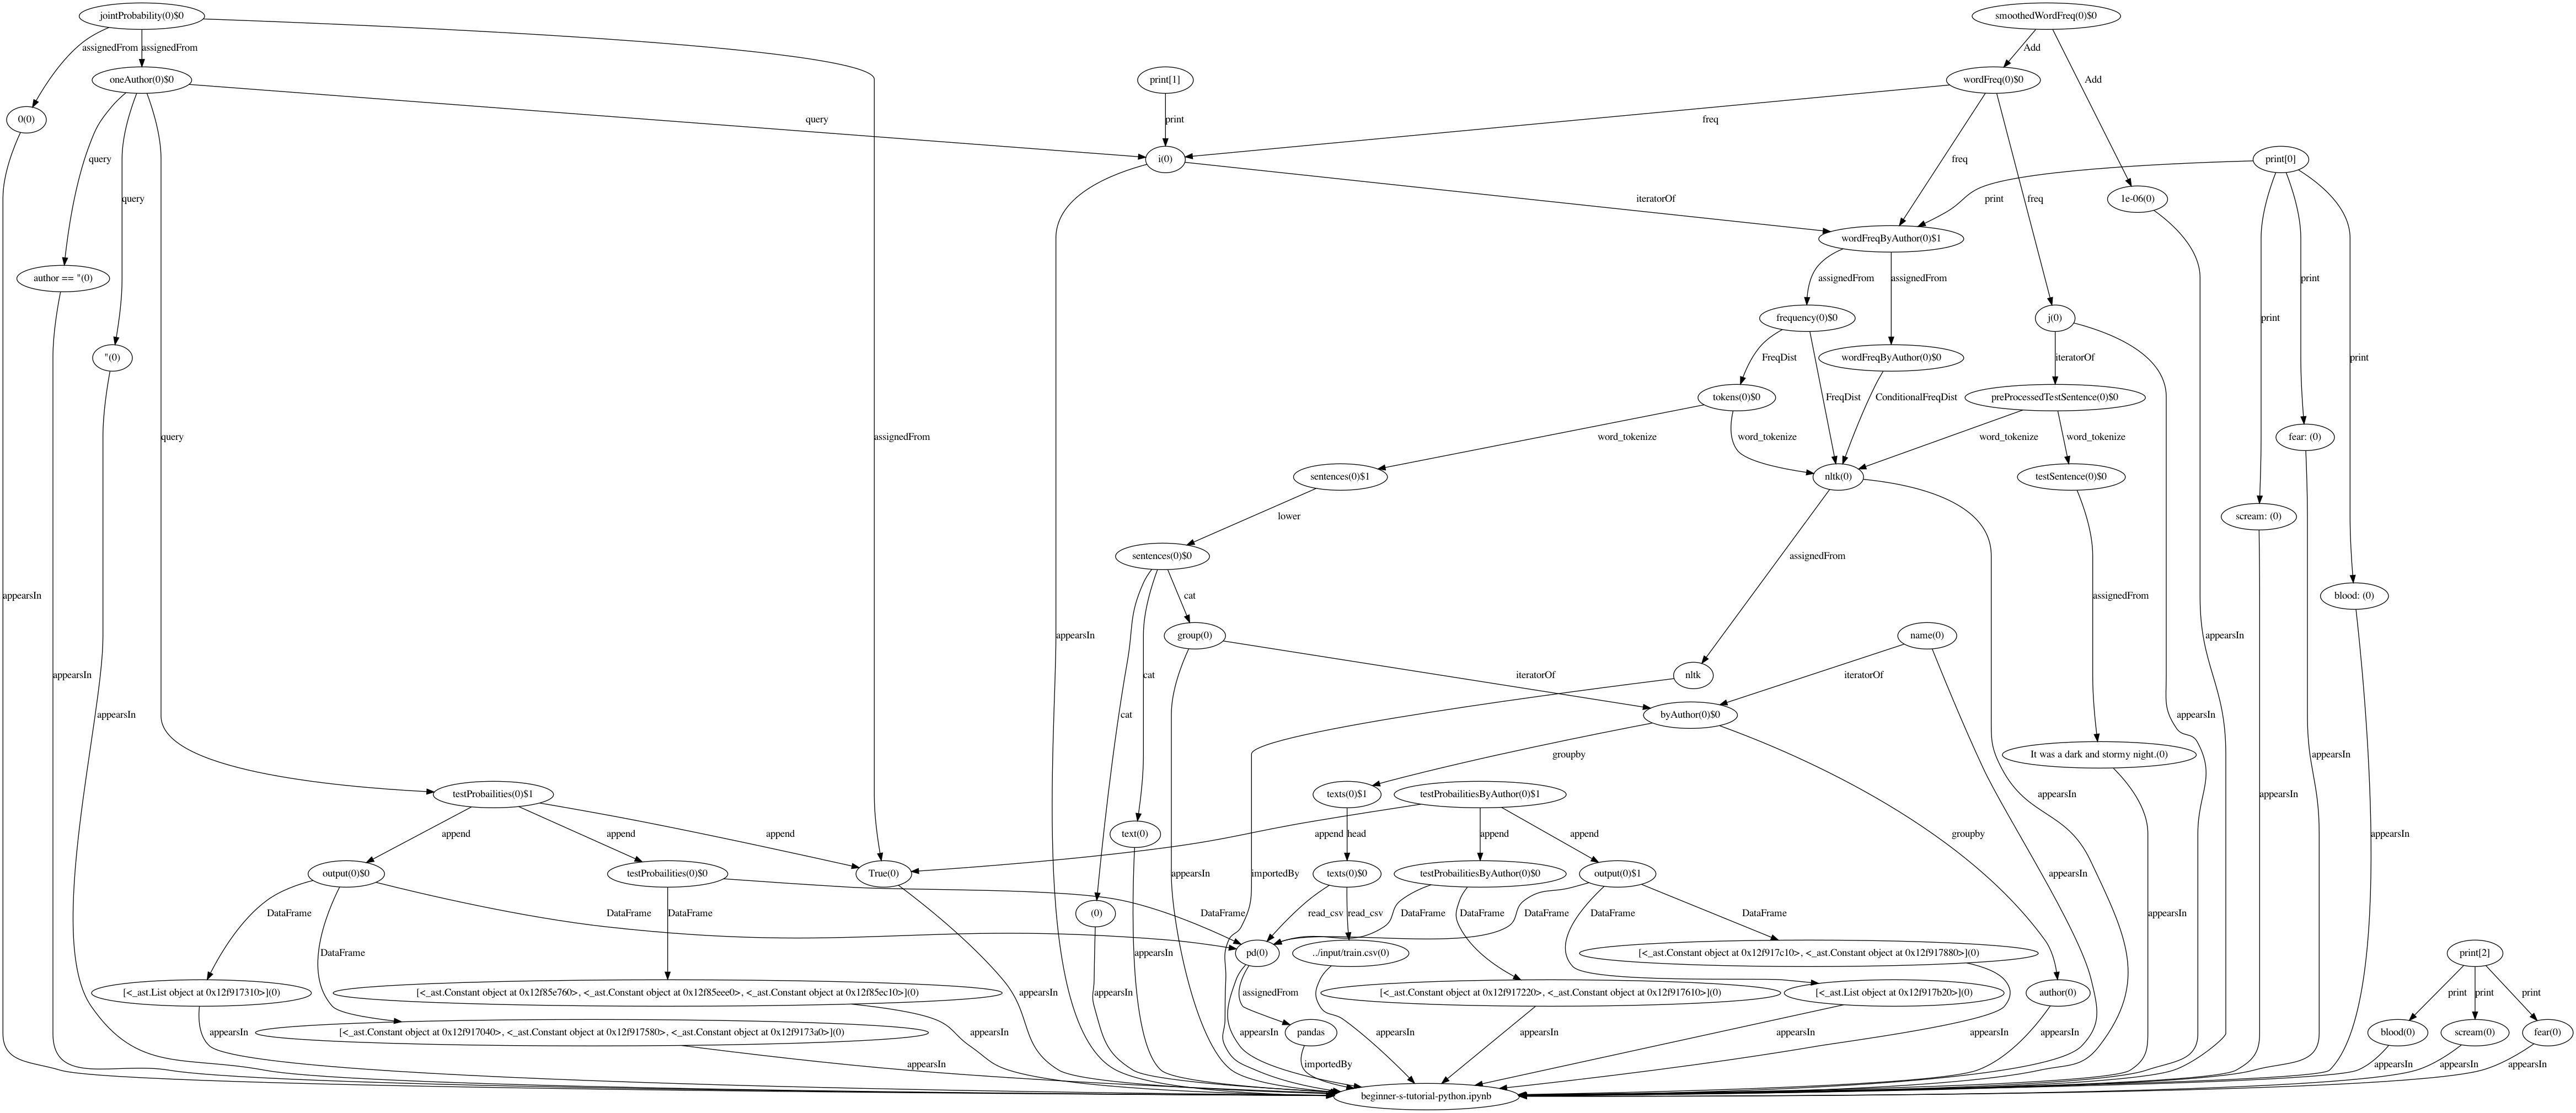 jointProbability(0)$0
smoothedWordFreq(0)$0
assignedFrom
assignedFrom
Add
oneAuthor(0)$0
print[1]
wordFreq(0)$0
Add
0(0)
query
print
freq
query
i(0)
freq
print[0]
query
iteratorOf
freq
print
1e-06(0)
wordFreqByAuthor(0)$1
author == "(0)
assignedFrom
assignedFrom
print
frequency(0)$0
j(0)
print
"(0)
FreqDist
wordFreqByAuthor(0)$0
iteratorOf
print
tokens(0)$0
FreqDist
ConditionalFreqDist
preProcessedTestSentence(0)$0
query
assignedFrom
word_tokenize
word_tokenize
word_tokenize
word_tokenize
fear: (0)
sentences(0)$1
nltk(0)
testSentence(0)$0
lower
scream: (0)
sentences(0)$0
assignedFrom
appearsIn
cat
assignedFrom
blood: (0)
appearsIn
group(0)
name(0)
appearsIn
appearsIn
cat
iteratorOf
nltk
iteratorOf
appearsIn
cat
byAuthor(0)$0
appearsIn
groupby
It was a dark and stormy night.(0)
appearsIn
testProbailities(0)$1
texts(0)$1
testProbailitiesByAuthor(0)$1
appearsIn
appearsIn
append
append
append
text(0)
append
head
append
append
groupby
appearsIn
output(0)$0
testProbailities(0)$0
True(0)
appearsIn
importedBy
texts(0)$0
testProbailitiesByAuthor(0)$0
output(0)$1
appearsIn
DataFrame
DataFrame
DataFrame
DataFrame
(0)
read_csv
read_csv
DataFrame
DataFrame
DataFrame
DataFrame
DataFrame
appearsIn
DataFrame
appearsIn
pd(0)
../input/train.csv(0)
[<_ast.Constant object at 0x12f917c10>, <_ast.Constant object at 0x12f917880>](0)
print[2]
[<_ast.List object at 0x12f917310>](0)
[<_ast.Constant object at 0x12f85e760>, <_ast.Constant object at 0x12f85eee0>, <_ast.Constant object at 0x12f85ec10>](0)
appearsIn
appearsIn
assignedFrom
[<_ast.Constant object at 0x12f917220>, <_ast.Constant object at 0x12f917610>](0)
[<_ast.List object at 0x12f917b20>](0)
author(0)
print
print
print
appearsIn
[<_ast.Constant object at 0x12f917040>, <_ast.Constant object at 0x12f917580>, <_ast.Constant object at 0x12f9173a0>](0)
appearsIn
appearsIn
pandas
appearsIn
appearsIn
appearsIn
appearsIn
appearsIn
blood(0)
scream(0)
fear(0)
appearsIn
importedBy
appearsIn
appearsIn
appearsIn
beginner-s-tutorial-python.ipynb